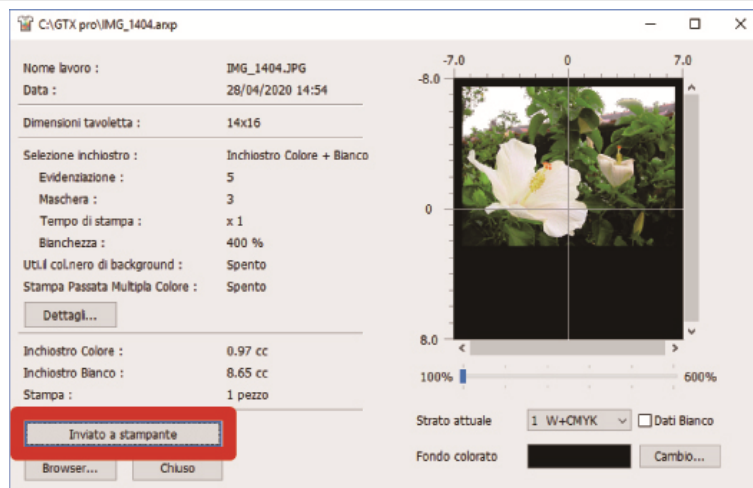 C:\GTX pro\IMG_1404.arxp
Nome lavoro : IMG_1404.JPG
Data : 28/04/2020 14:54
Dimensioni tavoletta : 14x16
Selezione inchiostro : Inchiostro Colore + Bianco
Evidenziazione : 5
Maschera : 3
Tempo di stampa : x 1
Bianchezza : 400 %
Uti.il col.nero di background : Spento
Stampa Passata Multipla Colore : Spento
Dettagli...
Inchiostro Colore : 0.97 cc
Inchiostro Bianco : 8.65 cc
Stampa : 1 pezzo
Inviato a stampante
Browser... Chiuso
-7.0 0 7.0
-8.0
0
8.0
100% 600%
Strato attuale 1 W+CMYK Dati Bianco
Fondo colorato Cambio...